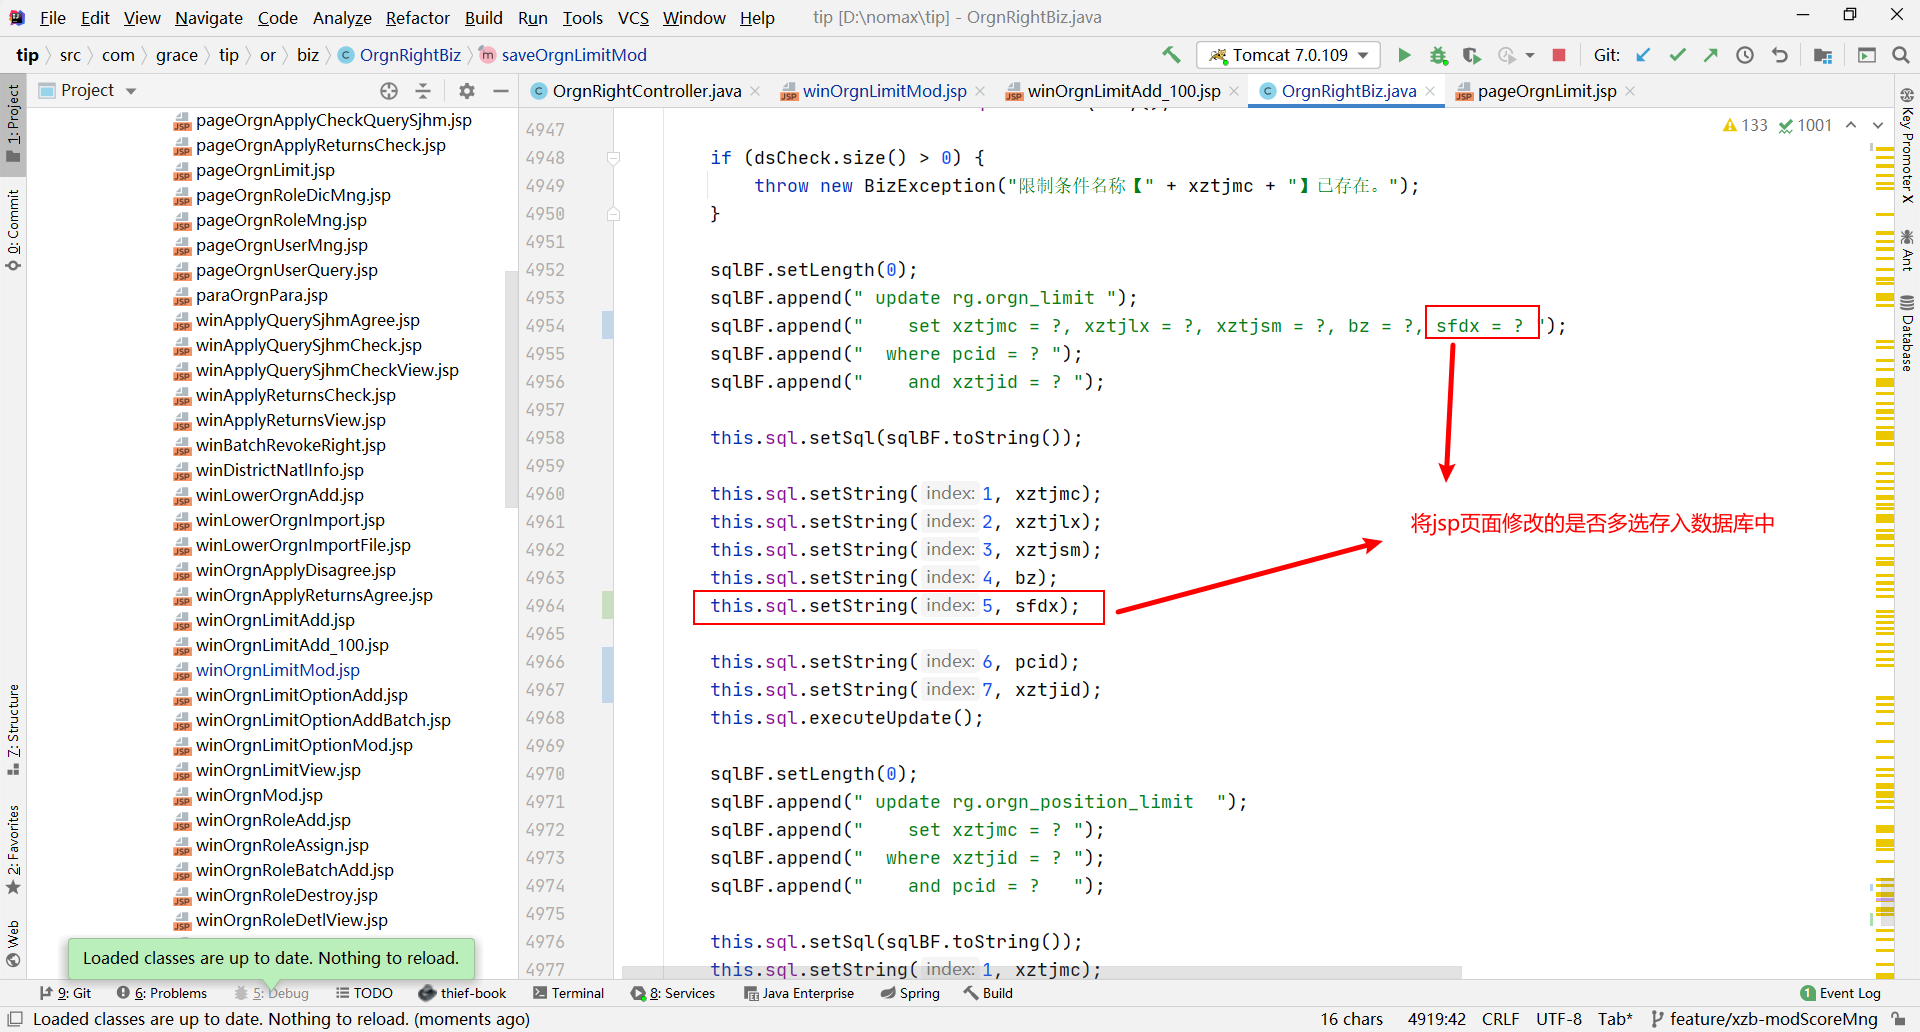 File Edit View Navigate Code Analyze Refactor Build Run Tools VCS Window Help tip [D:\nomax\tip] - OrgnRightBiz.java
tip src com grace tip or biz OrgnRightBiz saveOrgnLimitMod Tomcat 7.0.109 Git:
Project
OrgnRightController.java winOrgnLimitMod.jsp winOrgnLimitAdd_100.jsp OrgnRightBiz.java pageOrgnLimit.jsp
1: Project
0: Commit
7: Structure
2: Favorites
Web
pageOrgnApplyCheckQuerySjhm.jsp
pageOrgnApplyReturnsCheck.jsp
pageOrgnLimit.jsp
pageOrgnRoleDicMng.jsp
pageOrgnRoleMng.jsp
pageOrgnUserMng.jsp
pageOrgnUserQuery.jsp
paraOrgnPara.jsp
winApplyQuerySjhmAgree.jsp
winApplyQuerySjhmCheck.jsp
winApplyQuerySjhmCheckView.jsp
winApplyReturnsCheck.jsp
winApplyReturnsView.jsp
winBatchRevokeRight.jsp
winDistrictNatlInfo.jsp
winLowerOrgnAdd.jsp
winLowerOrgnImport.jsp
winLowerOrgnImportFile.jsp
winOrgnApplyDisagree.jsp
winOrgnApplyReturnsAgree.jsp
winOrgnLimitAdd.jsp
winOrgnLimitAdd_100.jsp
winOrgnLimitMod.jsp
winOrgnLimitOptionAdd.jsp
winOrgnLimitOptionAddBatch.jsp
winOrgnLimitOptionMod.jsp
winOrgnLimitView.jsp
winOrgnMod.jsp
winOrgnRoleAdd.jsp
winOrgnRoleAssign.jsp
winOrgnRoleBatchAdd.jsp
winOrgnRoleDestroy.jsp
winOrgnRoleDetlView.jsp
Loaded classes are up to date. Nothing to reload.
133 1001
4947
4948 if (dsCheck.size() > 0) {
4949 throw new BizException("限制条件名称【" + xztjmc + "】已存在。");
4950 }
4951
4952 sqlBF.setLength(0);
4953 sqlBF.append(" update rg.orgn_limit ");
4954 sqlBF.append("    set xztjmc = ?, xztjlx = ?, xztjsm = ?, bz = ?, sfdx = ? ");
4955 sqlBF.append("  where pcid = ? ");
4956 sqlBF.append("    and xztjid = ? ");
4957
4958 this.sql.setSql(sqlBF.toString());
4959
4960 this.sql.setString( index: 1, xztjmc);
4961 this.sql.setString( index: 2, xztjlx);
4962 this.sql.setString( index: 3, xztjsm);
4963 this.sql.setString( index: 4, bz);
4964 this.sql.setString( index: 5, sfdx);
4965
4966 this.sql.setString( index: 6, pcid);
4967 this.sql.setString( index: 7, xztjid);
4968 this.sql.executeUpdate();
4969
4970 sqlBF.setLength(0);
4971 sqlBF.append(" update rg.orgn_position_limit  ");
4972 sqlBF.append("    set xztjmc = ? ");
4973 sqlBF.append("  where xztjid = ? ");
4974 sqlBF.append("    and pcid = ?   ");
4975
4976 this.sql.setSql(sqlBF.toString());
4977 this.sql.setString( index: 1, xztjmc);
将jsp页面修改的是否多选存入数据库中
Key Promoter X
Ant
Database
9: Git 6: Problems 5: Debug TODO thief-book Terminal 8: Services Java Enterprise Spring Build 1 Event Log
Loaded classes are up to date. Nothing to reload. (moments ago) 16 chars 4919:42 CRLF UTF-8 Tab* feature/xzb-modScoreMng